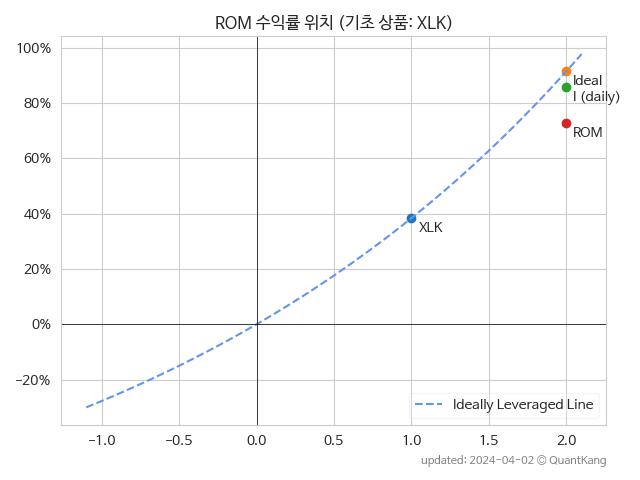 ROM 수익률 위치 (기초 상품: XLK)
100%
80%
60%
40%
20%
0%
−20%
Ideal
I (daily)
ROM
XLK
Ideally Leveraged Line
−1.0 −0.5 0.0 0.5 1.0 1.5 2.0
updated: 2024-04-02 © QuantKang